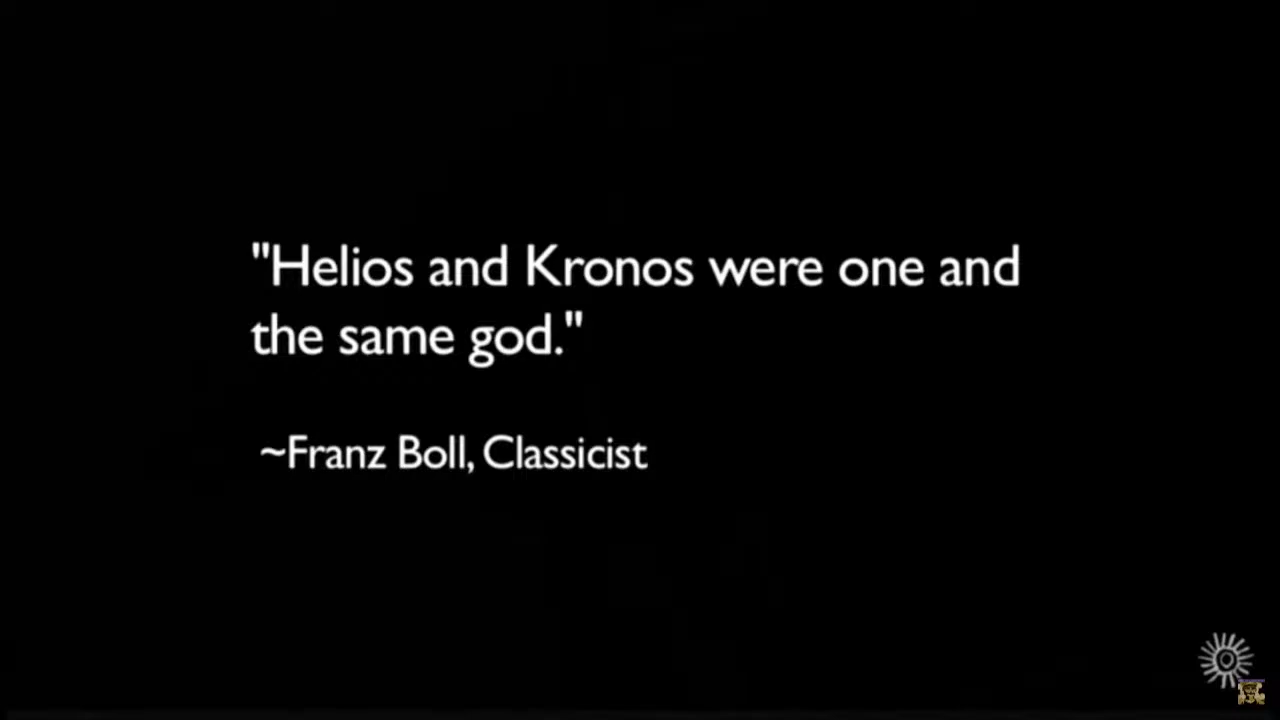 "Helios and Kronos were one and
the same god."
~Franz Boll, Classicist